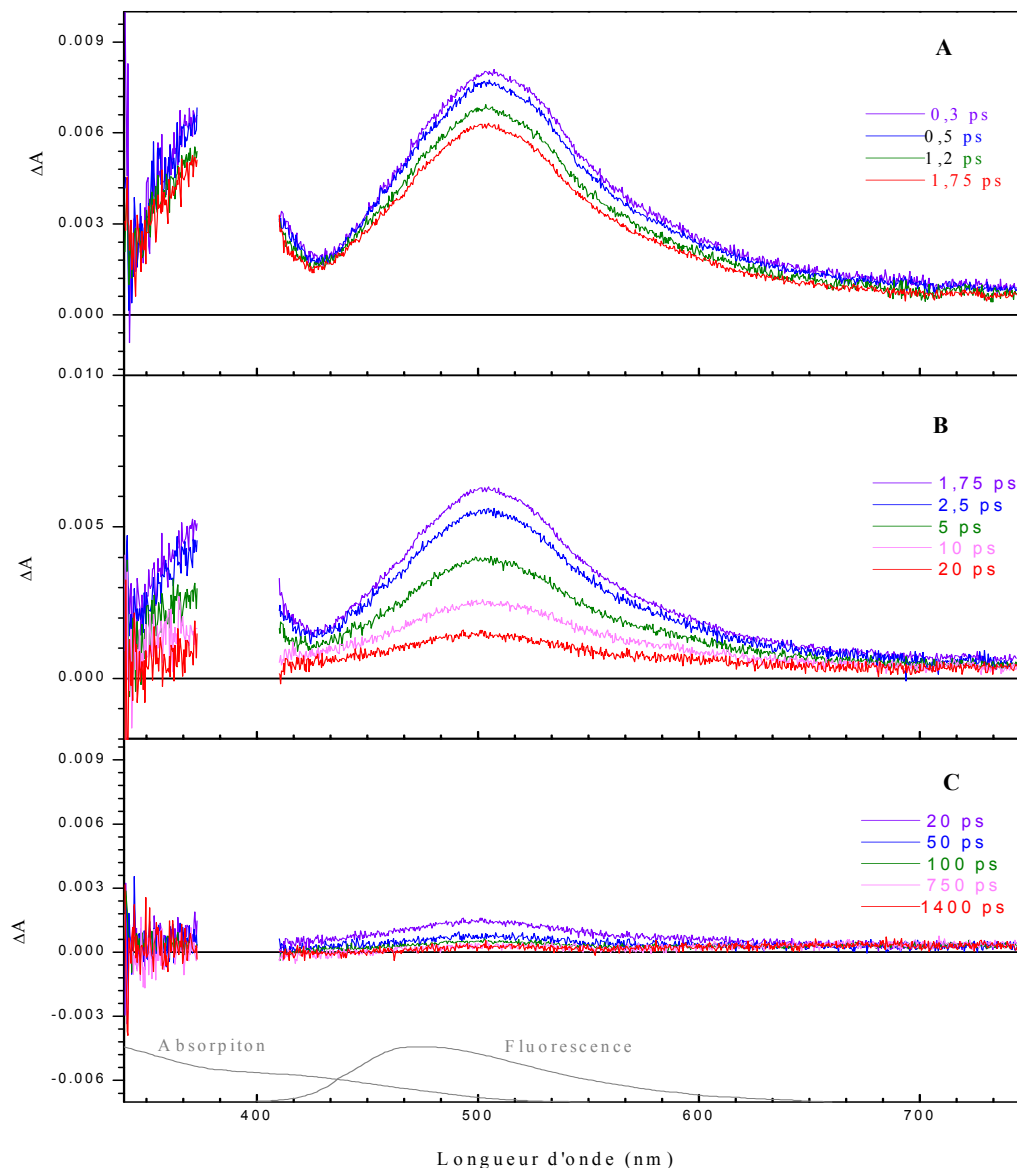 0.009
A
0,3 ps
0,5 ps
1,2 ps
1,75 ps
0.006
ΔA
0.003
0.000
0.010
B
1,75 ps
2,5 ps
5 ps
10 ps
20 ps
0.005
ΔA
0.000
0.009
C
20 ps
50 ps
100 ps
750 ps
1400 ps
0.006
0.003
ΔA
0.000
-0.003
Absorpiton
Fluorescence
-0.006
400 500 600 700
Longueur d'onde (nm)